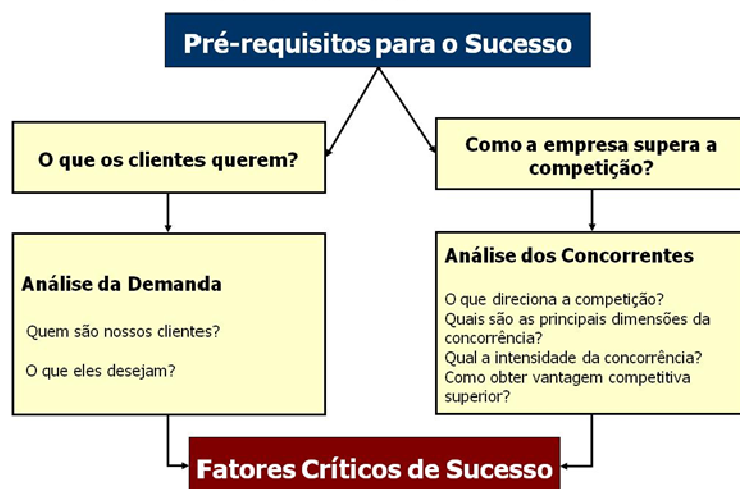 Pré-requisitos para o Sucesso
O que os clientes querem?
Como a empresa supera a
competição?
Análise da Demanda
Quem são nossos clientes?
O que eles desejam?
Análise dos Concorrentes
O que direciona a competição?
Quais são as principais dimensões da
concorrência?
Qual a intensidade da concorrência?
Como obter vantagem competitiva
superior?
Fatores Críticos de Sucesso